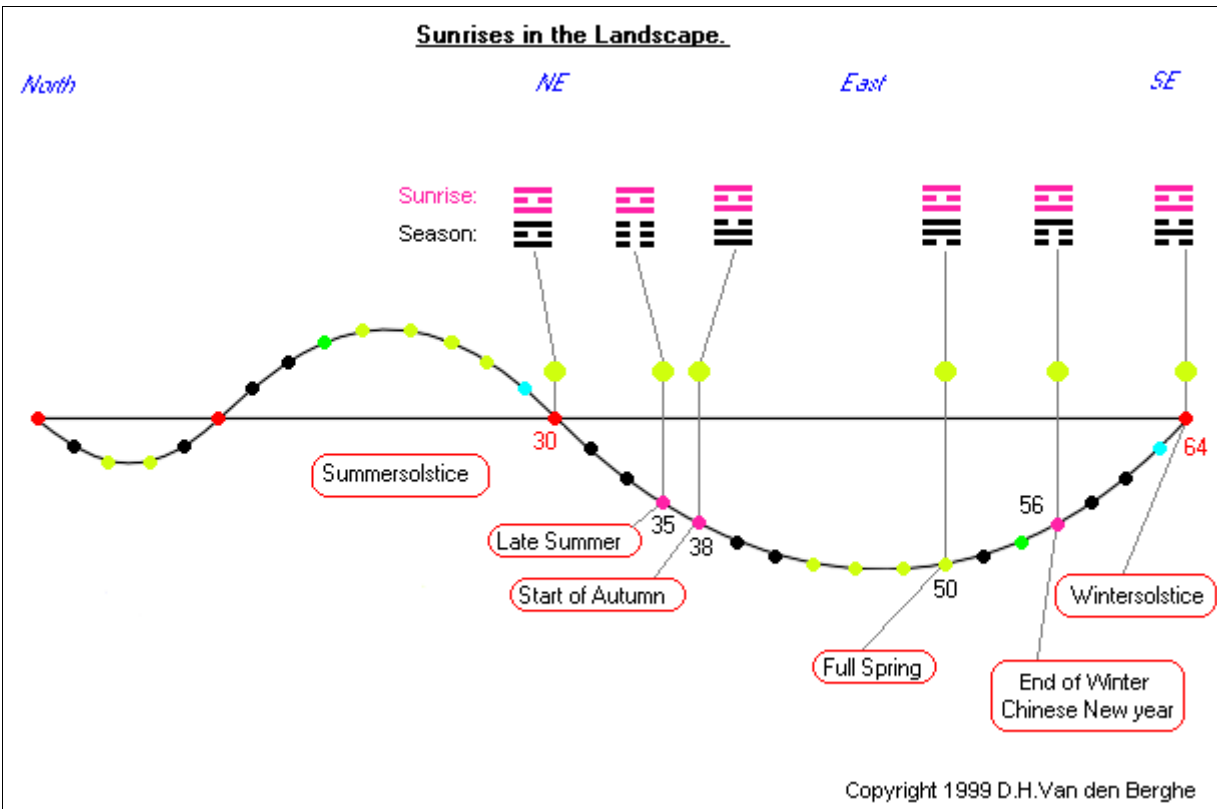 Sunrises in the Landscape.
North NE East SE
Sunrise:
Season:
30
64
Summersolstice
35
56
Late Summer
38
Start of Autumn
50
Wintersolstice
Full Spring
End of Winter
Chinese New year
Copyright 1999 D.H.Van den Berghe